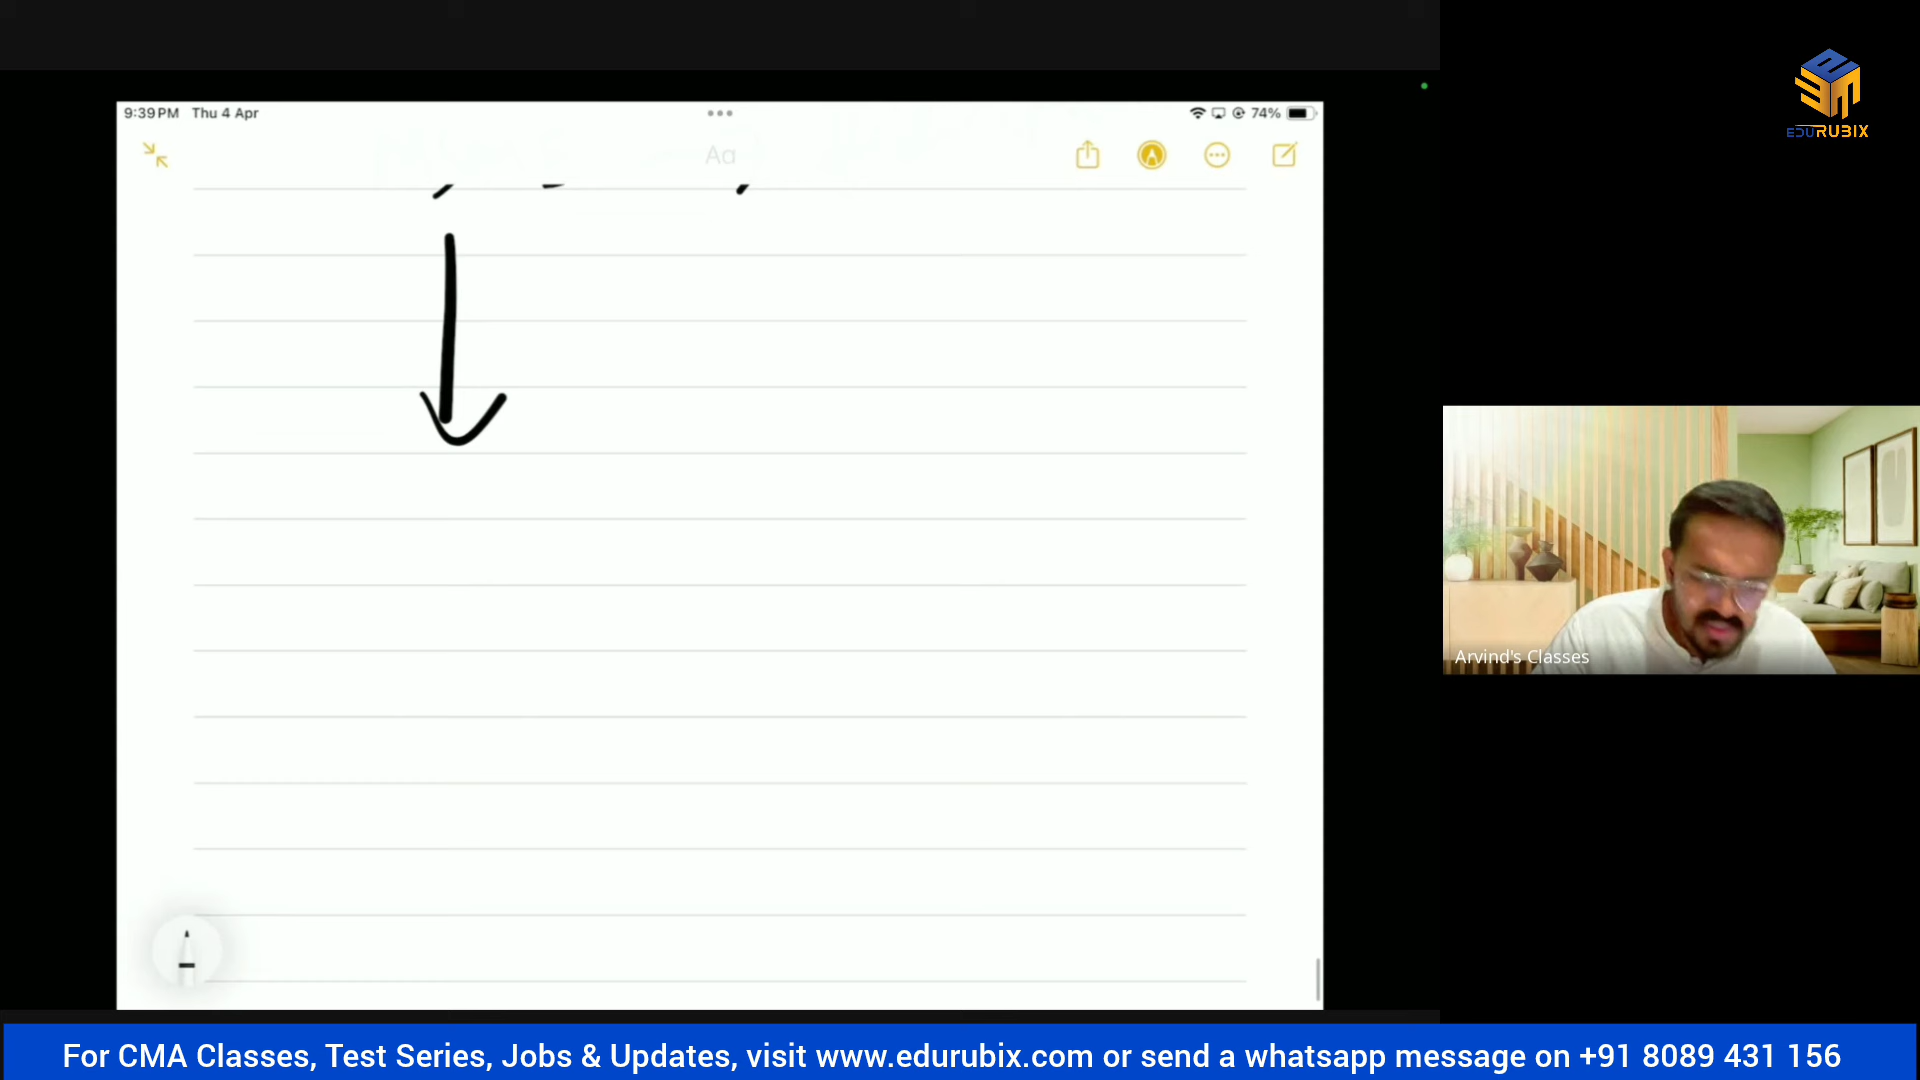 9:39 PM Thu 4 Apr
74%
Aa
EDURUBIX
Arvind's Classes
For CMA Classes, Test Series, Jobs & Updates, visit www.edurubix.com or send a whatsapp message on +91 8089 431 156